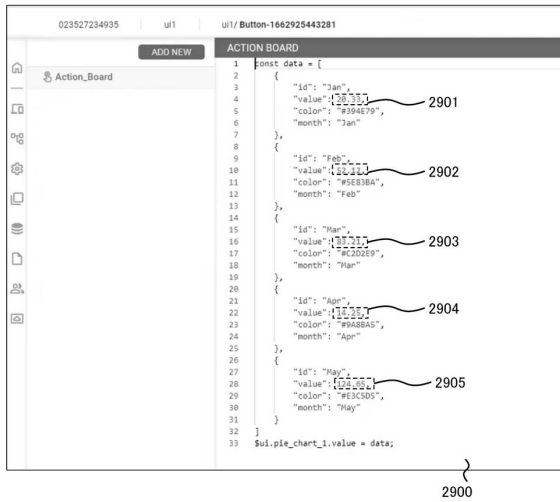 023527234935 ui1 ui1/ Button-1662925443281
ADD NEW ACTION BOARD
Action_Board
1 const data = [
2 {
3 "id": "Jan",
4 "value": 20.33,
5 "color": "#394E79",
6 "month": "Jan"
7 },
8 {
9 "id": "Feb",
10 "value": 52.12,
11 "color": "#5E83BA",
12 "month": "Feb"
13 },
14 {
15 "id": "Mar",
16 "value": 83.21,
17 "color": "#C2D2E9",
18 "month": "Mar"
19 },
20 {
21 "id": "Apr",
22 "value": 14.25,
23 "color": "#9A8BA5",
24 "month": "Apr"
25 },
26 {
27 "id": "May",
28 "value": 124.65,
29 "color": "#E3C5D5",
30 "month": "May"
31 }
32 ]
33 $ui.pie_chart_1.value = data;
2901
2902
2903
2904
2905
2900